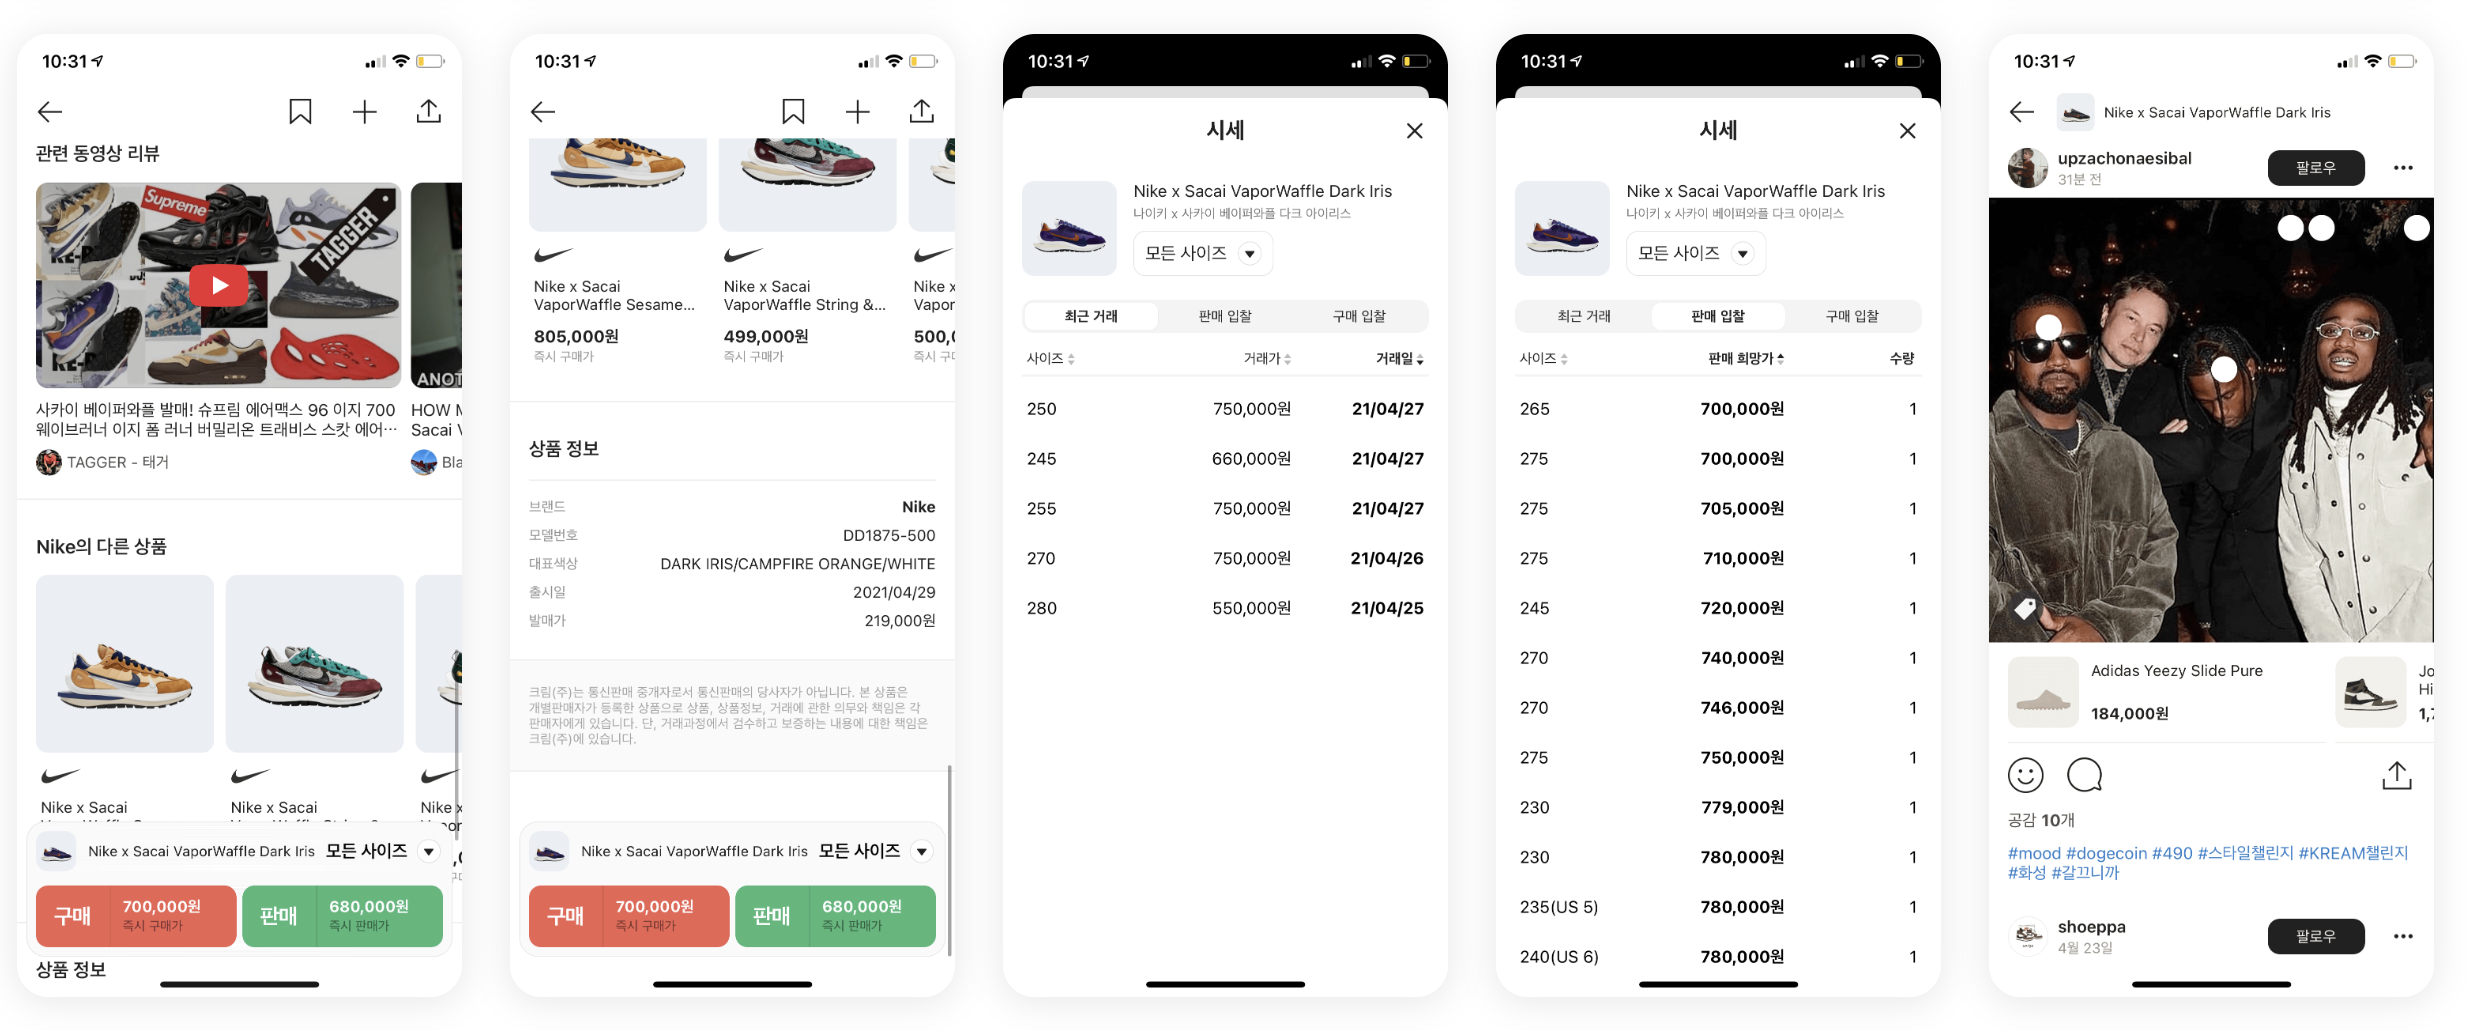 10:31
관련 동영상 리뷰
Supreme
TAGGER
사카이 베이퍼와플 발매! 슈프림 에어맥스 96 이지 700
웨이브러너 이지 폼 러너 버밀리온 트래비스 스캇 에어…
TAGGER - 태거
ANOT
HOW M
Sacai V
Bla
Nike의 다른 상품
Nike x Sacai
Nike x Sacai
Nike x
Nike x Sacai VaporWaffle Dark Iris 모든 사이즈
구매 700,000원
즉시 구매가
판매 680,000원
즉시 판매가
상품 정보
10:31
Nike x Sacai
VaporWaffle Sesame...
805,000원
즉시 구매가
Nike x Sacai
VaporWaffle String &...
499,000원
즉시 구매가
Nike x
Vapor
500,
즉시 구
상품 정보
브랜드 Nike
모델번호 DD1875-500
대표색상 DARK IRIS/CAMPFIRE ORANGE/WHITE
출시일 2021/04/29
발매가 219,000원
크림(주)는 통신판매 중개자로서 통신판매의 당사자가 아닙니다. 본 상품은
개별판매자가 등록한 상품으로 상품, 상품정보, 거래에 관한 의무와 책임은 각
판매자에게 있습니다. 단, 거래과정에서 검수하고 보증하는 내용에 대한 책임은
크림(주)에 있습니다.
Nike x Sacai VaporWaffle Dark Iris 모든 사이즈
구매 700,000원
즉시 구매가
판매 680,000원
즉시 판매가
10:31
시세
Nike x Sacai VaporWaffle Dark Iris
나이키 x 사카이 베이퍼와플 다크 아이리스
모든 사이즈
최근 거래 판매 입찰 구매 입찰
사이즈 거래가 거래일
250 750,000원 21/04/27
245 660,000원 21/04/27
255 750,000원 21/04/27
270 750,000원 21/04/26
280 550,000원 21/04/25
10:31
시세
Nike x Sacai VaporWaffle Dark Iris
나이키 x 사카이 베이퍼와플 다크 아이리스
모든 사이즈
최근 거래 판매 입찰 구매 입찰
사이즈 판매 희망가 수량
265 700,000원 1
275 700,000원 1
275 705,000원 1
275 710,000원 1
245 720,000원 1
270 740,000원 1
270 746,000원 1
275 750,000원 1
230 779,000원 1
230 780,000원 1
235(US 5) 780,000원 1
240(US 6) 780,000원 1
10:31
Nike x Sacai VaporWaffle Dark Iris
upzachonaesibal
31분 전
팔로우
Adidas Yeezy Slide Pure
184,000원
Jo
Hi
1,7
공감 10개
#mood #dogecoin #490 #스타일챌린지 #KREAM챌린지
#화성 #갈끄니까
shoeppa
4월 23일
팔로우